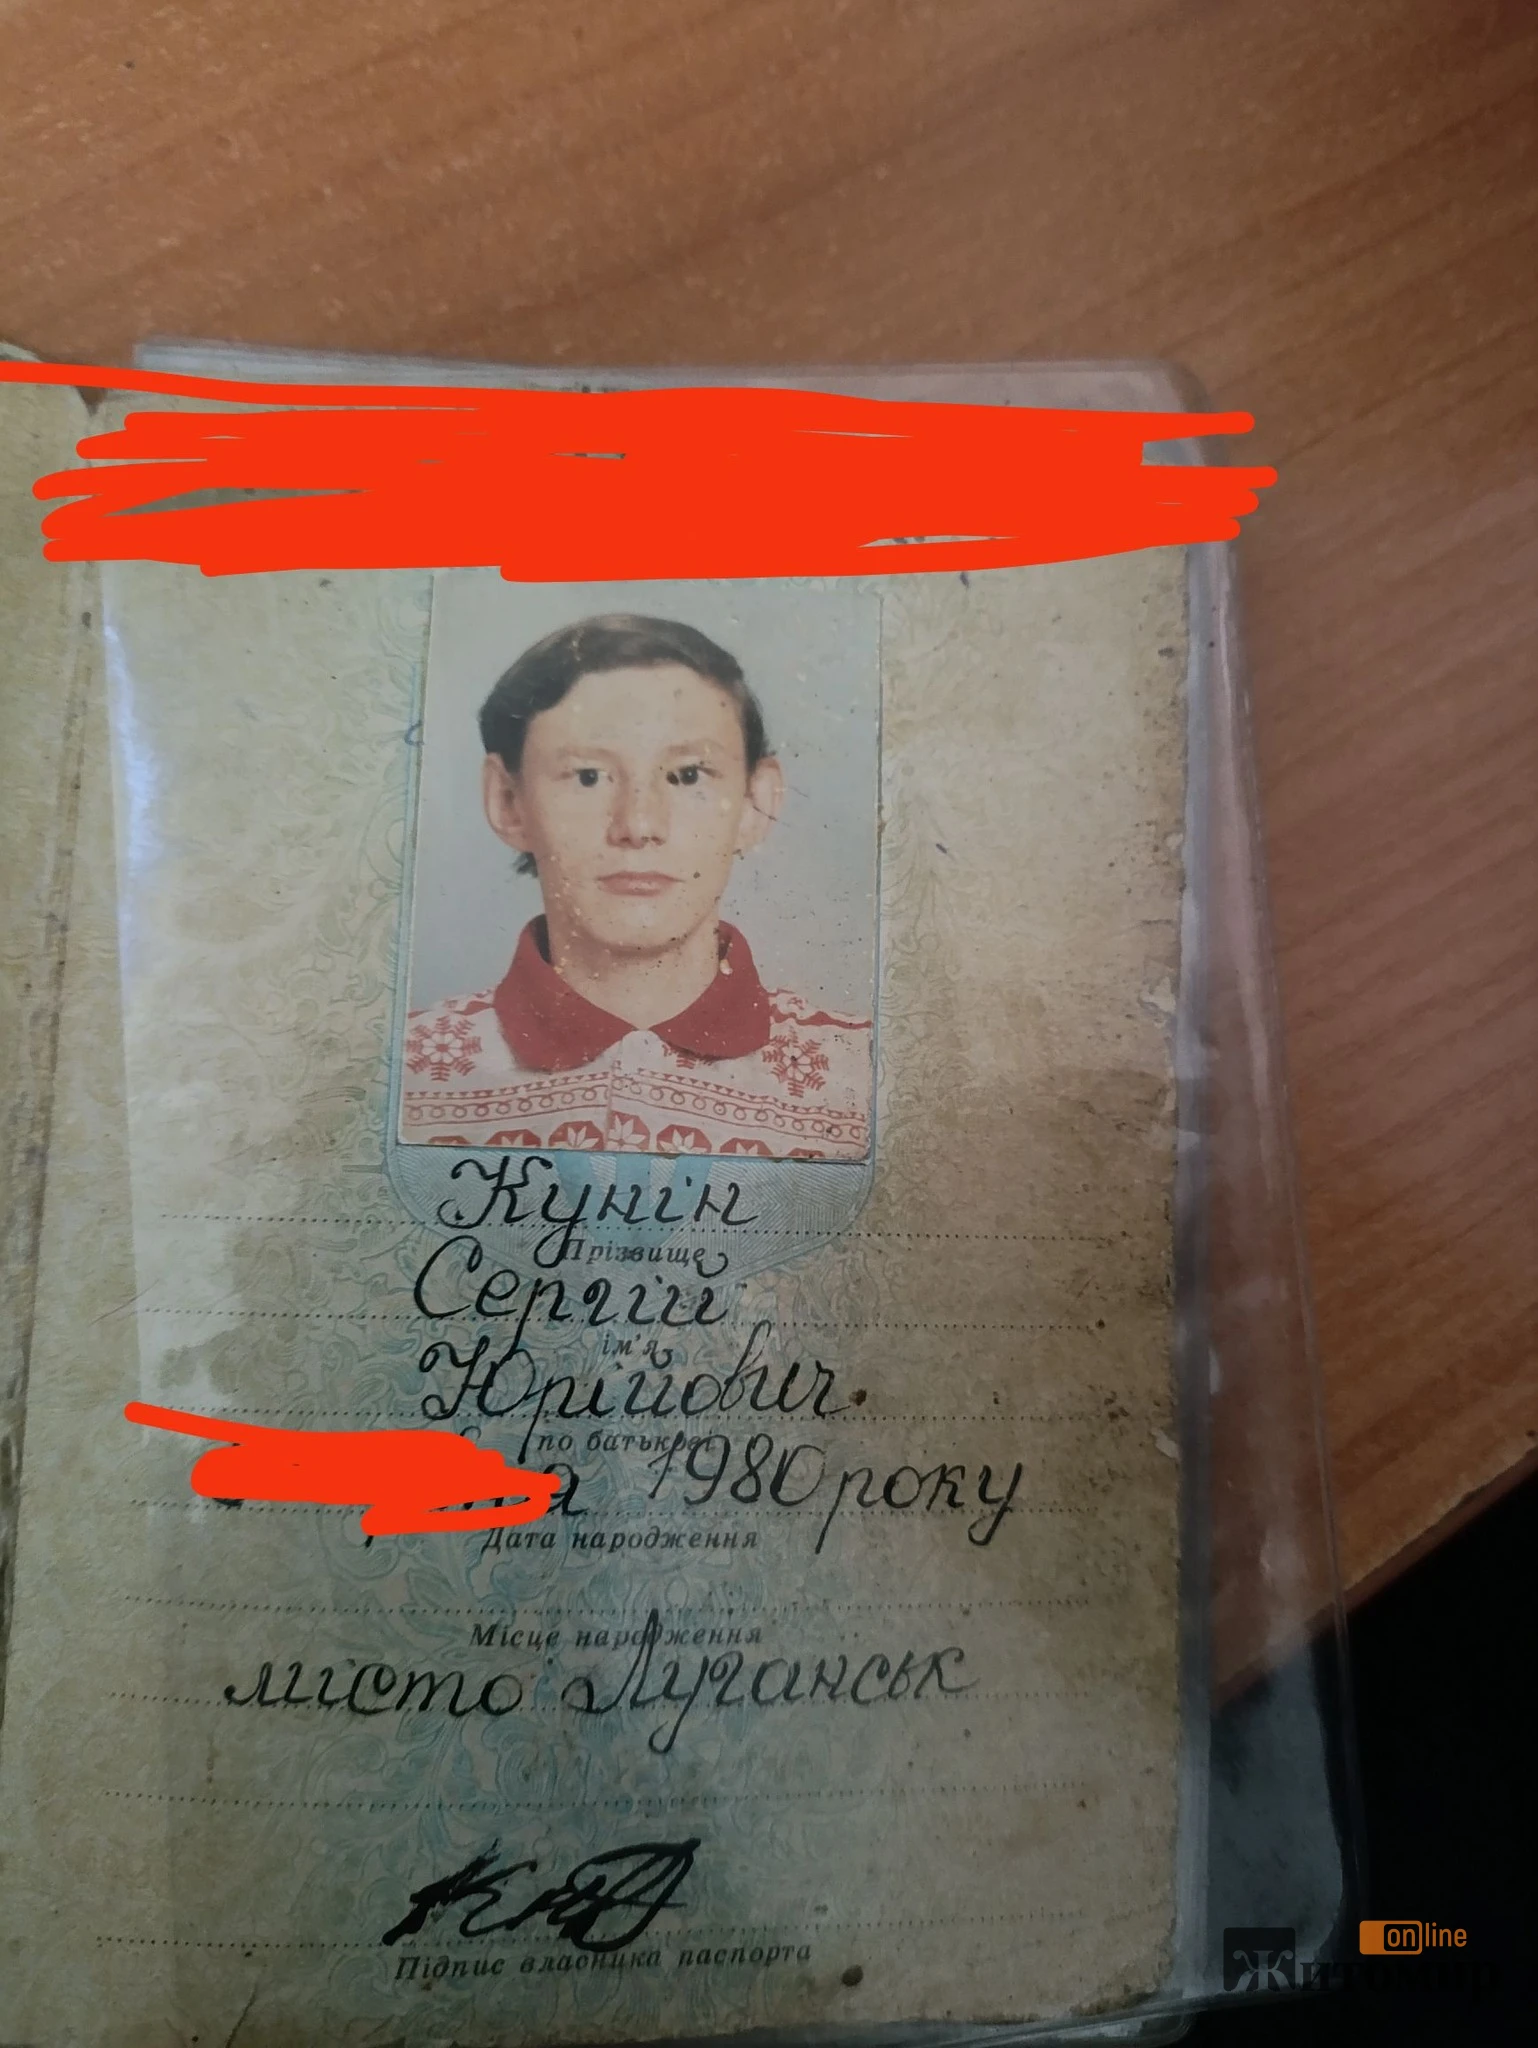 Кунін
Прізвище
Сергій
ім'я
Юрійович
по батькові
1980 року
Дата народження
Місце народження
місто Луганськ
Підпис власника паспорта
online
Житомир